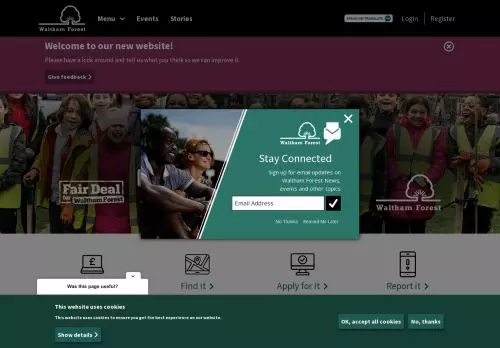 Waltham Forest
Menu
Events
Stories
Login
Register
Welcome to our new website!
Please have a look around and tell us what you think so we can improve it.
Give feedback
Fair Deal
for Waltham Forest
Waltham Forest
Waltham Forest
Stay Connected
Sign up for email updates on
Waltham Forest News,
events and other topics.
Email Address
No Thanks
Remind Me Later
£
Find it
Apply for it
Report it
Was this page useful?
This website uses cookies
This website uses cookies to ensure you get the best experience on our website.
Show details
OK, accept all cookies
No, thanks